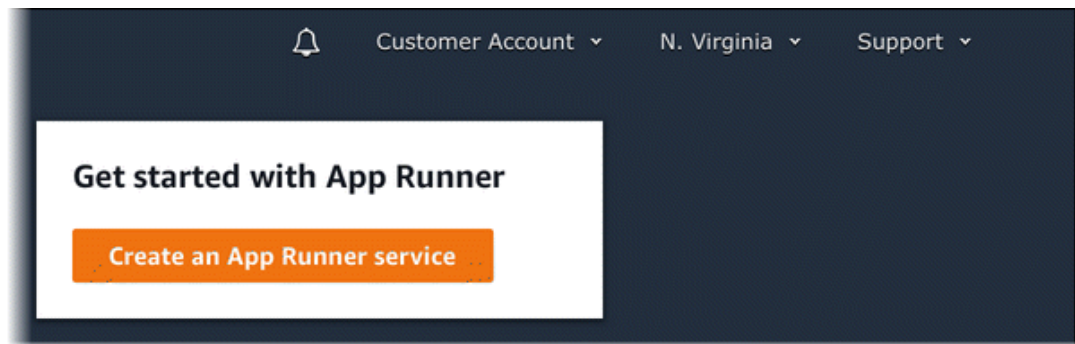 Customer Account N. Virginia Support
Get started with App Runner
Create an App Runner service